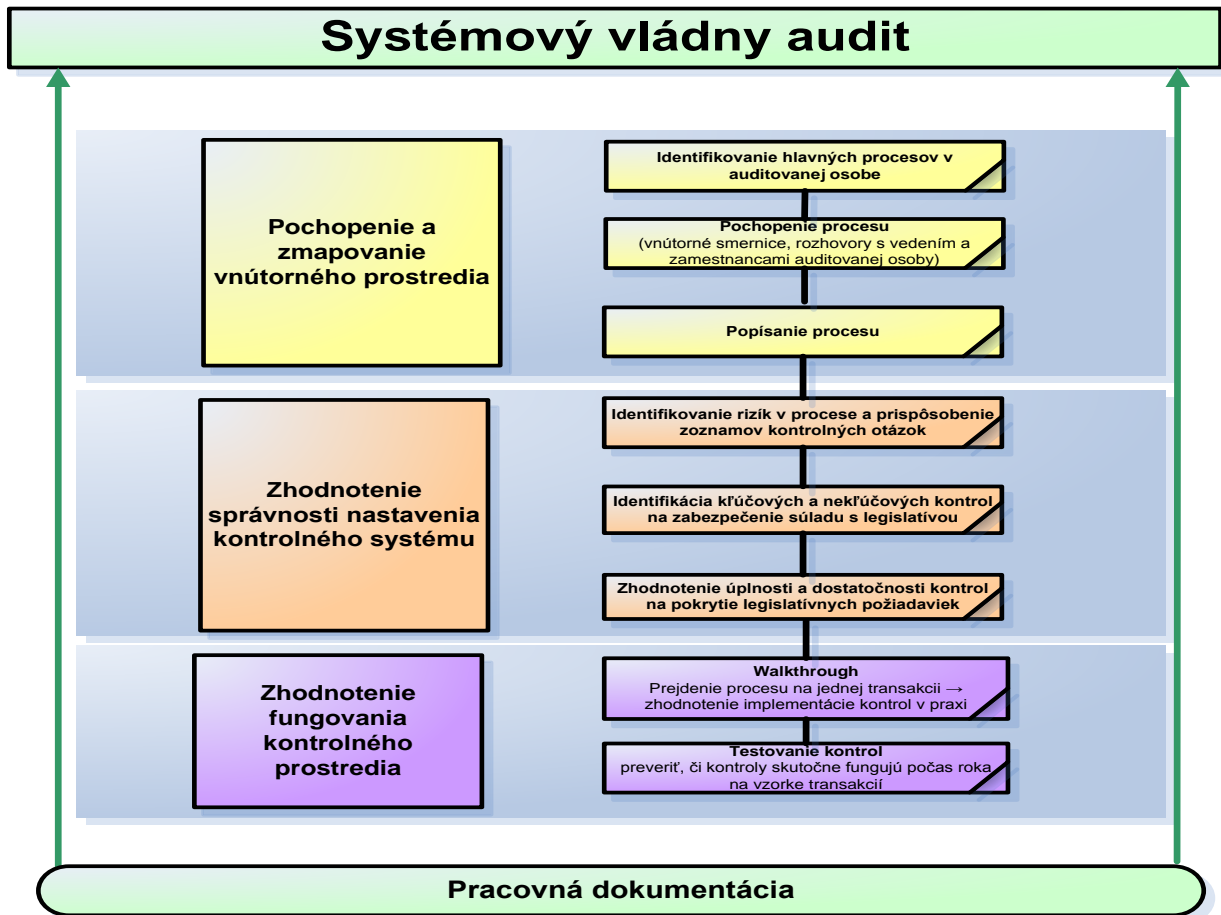 Systémový vládny audit
Pochopenie a
zmapovanie
vnútorného prostredia
Identifikovanie hlavných procesov v
auditovanej osobe
Pochopenie procesu
(vnútorné smernice, rozhovory s vedením a
zamestnancami auditovanej osoby)
Popísanie procesu
Zhodnotenie
správnosti nastavenia
kontrolného systému
Identifikovanie rizík v procese a prispôsobenie
zoznamov kontrolných otázok
Identifikácia kľúčových a nekľúčových kontrol
na zabezpečenie súladu s legislatívou
Zhodnotenie úplnosti a dostatočnosti kontrol
na pokrytie legislatívnych požiadaviek
Zhodnotenie
fungovania
kontrolného
prostredia
Walkthrough
Prejdenie procesu na jednej transakcii →
zhodnotenie implementácie kontrol v praxi
Testovanie kontrol
preveriť, či kontroly skutočne fungujú počas roka
na vzorke transakcií
Pracovná dokumentácia